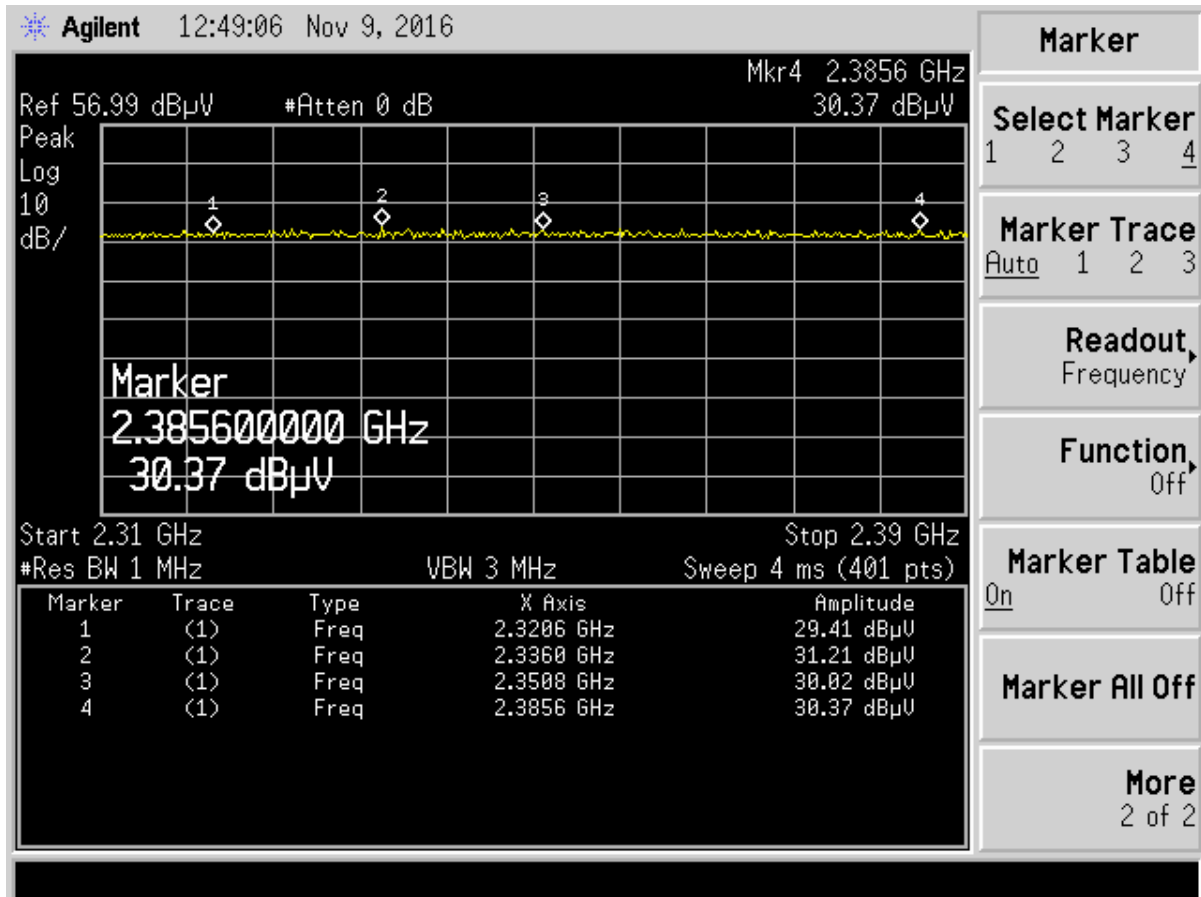 Agilent 12:49:06 Nov 9, 2016
Mkr4 2.3856 GHz
Ref 56.99 dBµV #Atten 0 dB 30.37 dBµV
Peak
Log
10
dB/
1 2 3 4
Marker
2.385600000 GHz
30.37 dBµV
Start 2.31 GHz Stop 2.39 GHz
#Res BW 1 MHz VBW 3 MHz Sweep 4 ms (401 pts)
Marker Trace Type X Axis Amplitude
1 (1) Freq 2.3206 GHz 29.41 dBµV
2 (1) Freq 2.3360 GHz 31.21 dBµV
3 (1) Freq 2.3508 GHz 30.02 dBµV
4 (1) Freq 2.3856 GHz 30.37 dBµV
Marker
Select Marker
1 2 3 4
Marker Trace
Auto 1 2 3
Readout
Frequency
Function
Off
Marker Table
On Off
Marker All Off
More
2 of 2